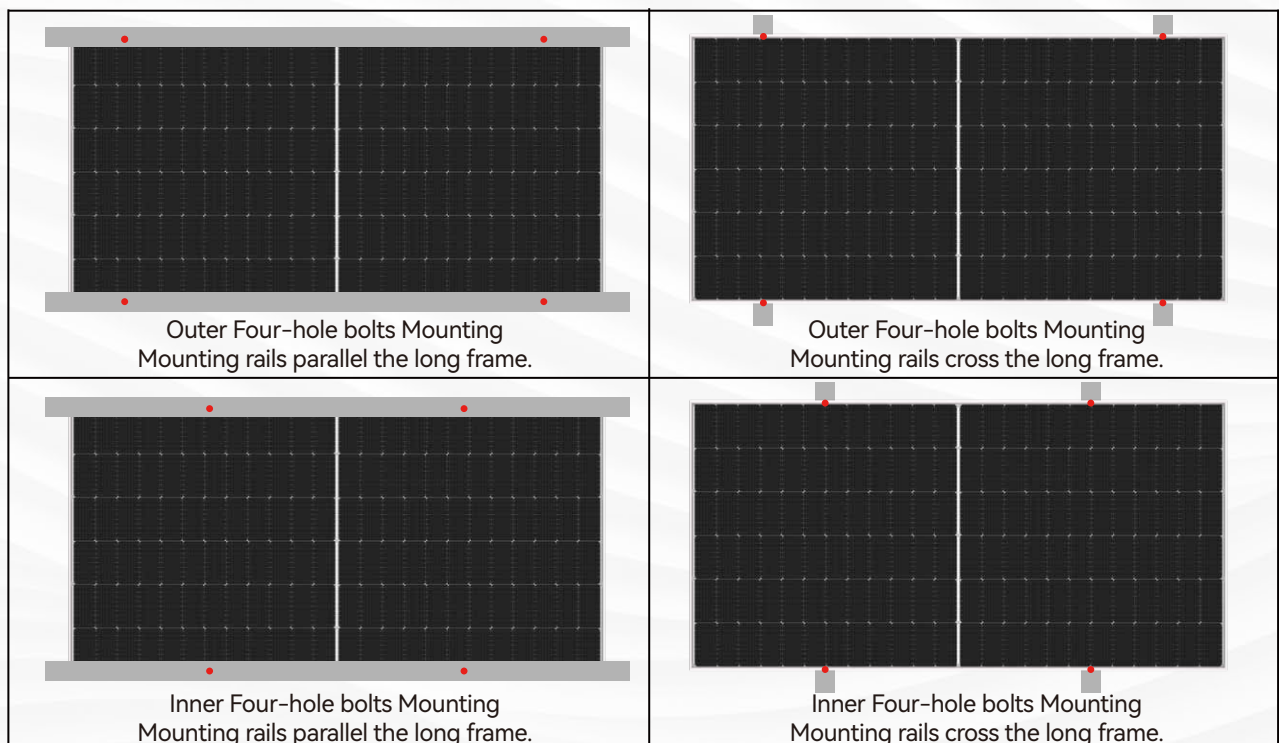 Outer Four-hole bolts Mounting
Mounting rails parallel the long frame.
Outer Four-hole bolts Mounting
Mounting rails cross the long frame.
Inner Four-hole bolts Mounting
Mounting rails parallel the long frame.
Inner Four-hole bolts Mounting
Mounting rails cross the long frame.